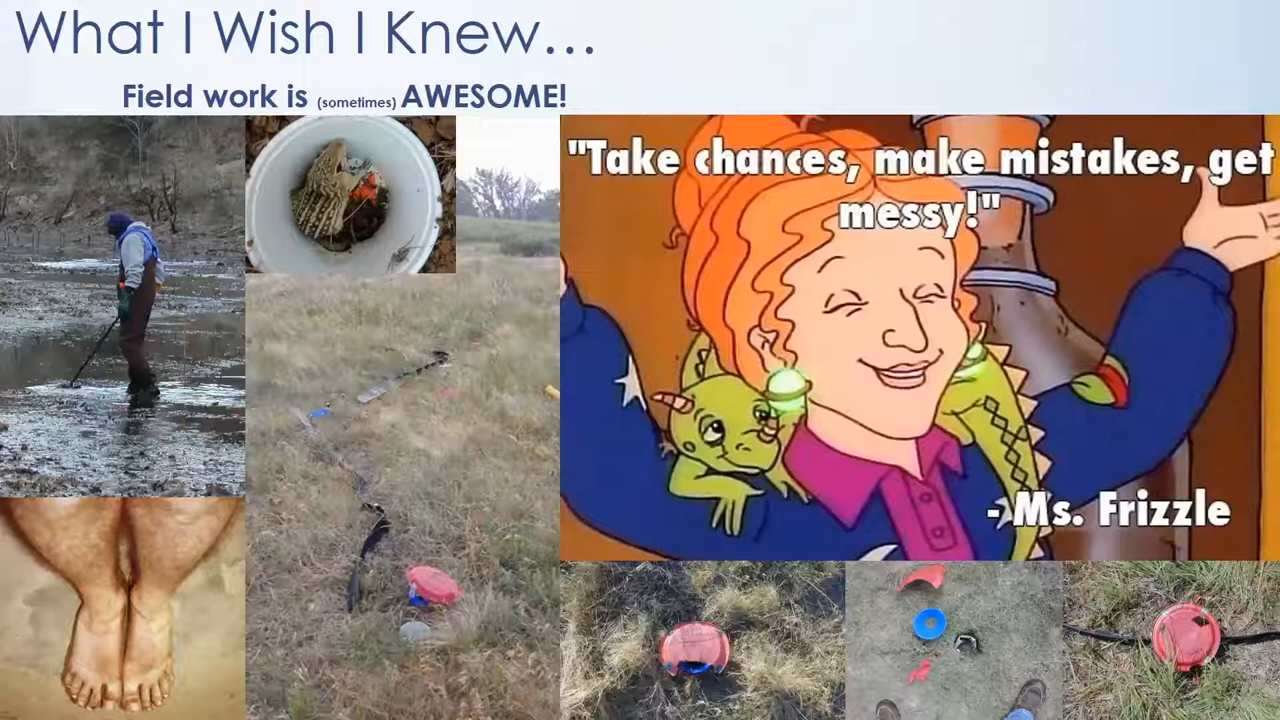 What I Wish I Knew...
Field work is (sometimes) AWESOME!
"Take chances, make mistakes, get
messy!"
- Ms. Frizzle